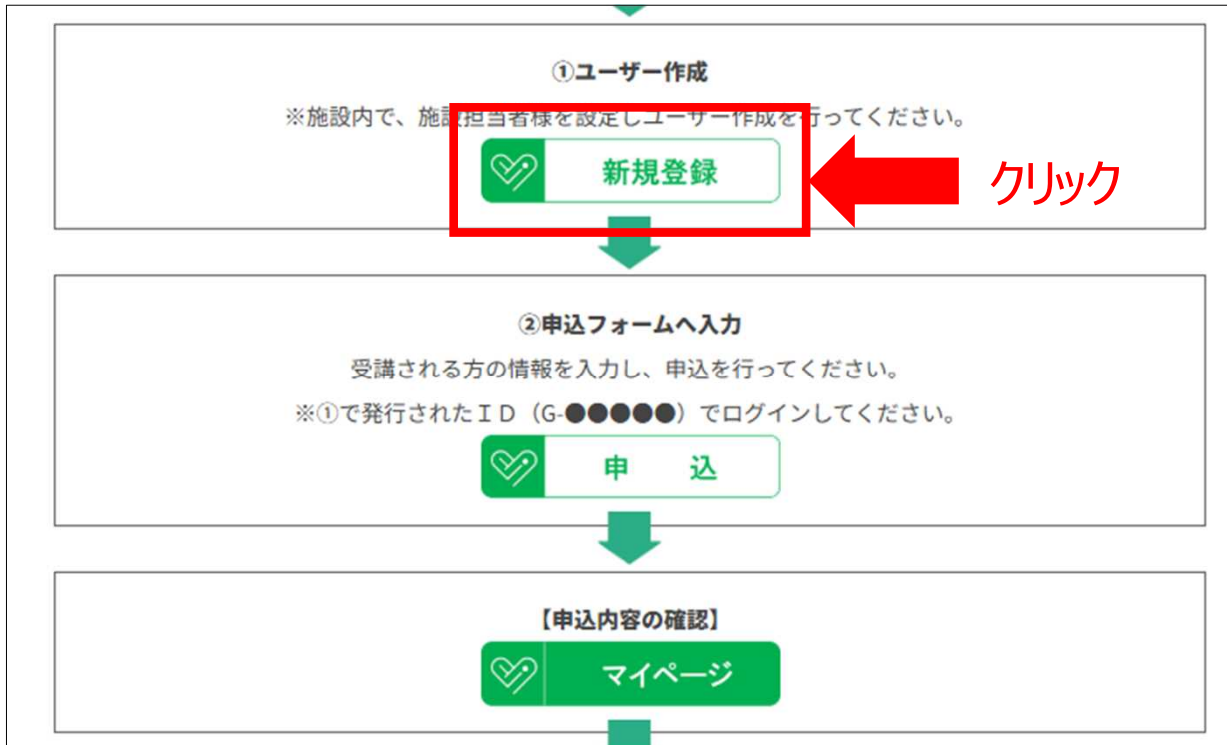 ①ユーザー作成
※施設内で、施設担当者様を設定しユーザー作成を行ってください。
新規登録
クリック
②申込フォームへ入力
受講される方の情報を入力し、申込を行ってください。
※①で発行されたＩＤ（G-●●●●●）でログインしてください。
申　　込
【申込内容の確認】
マイページ